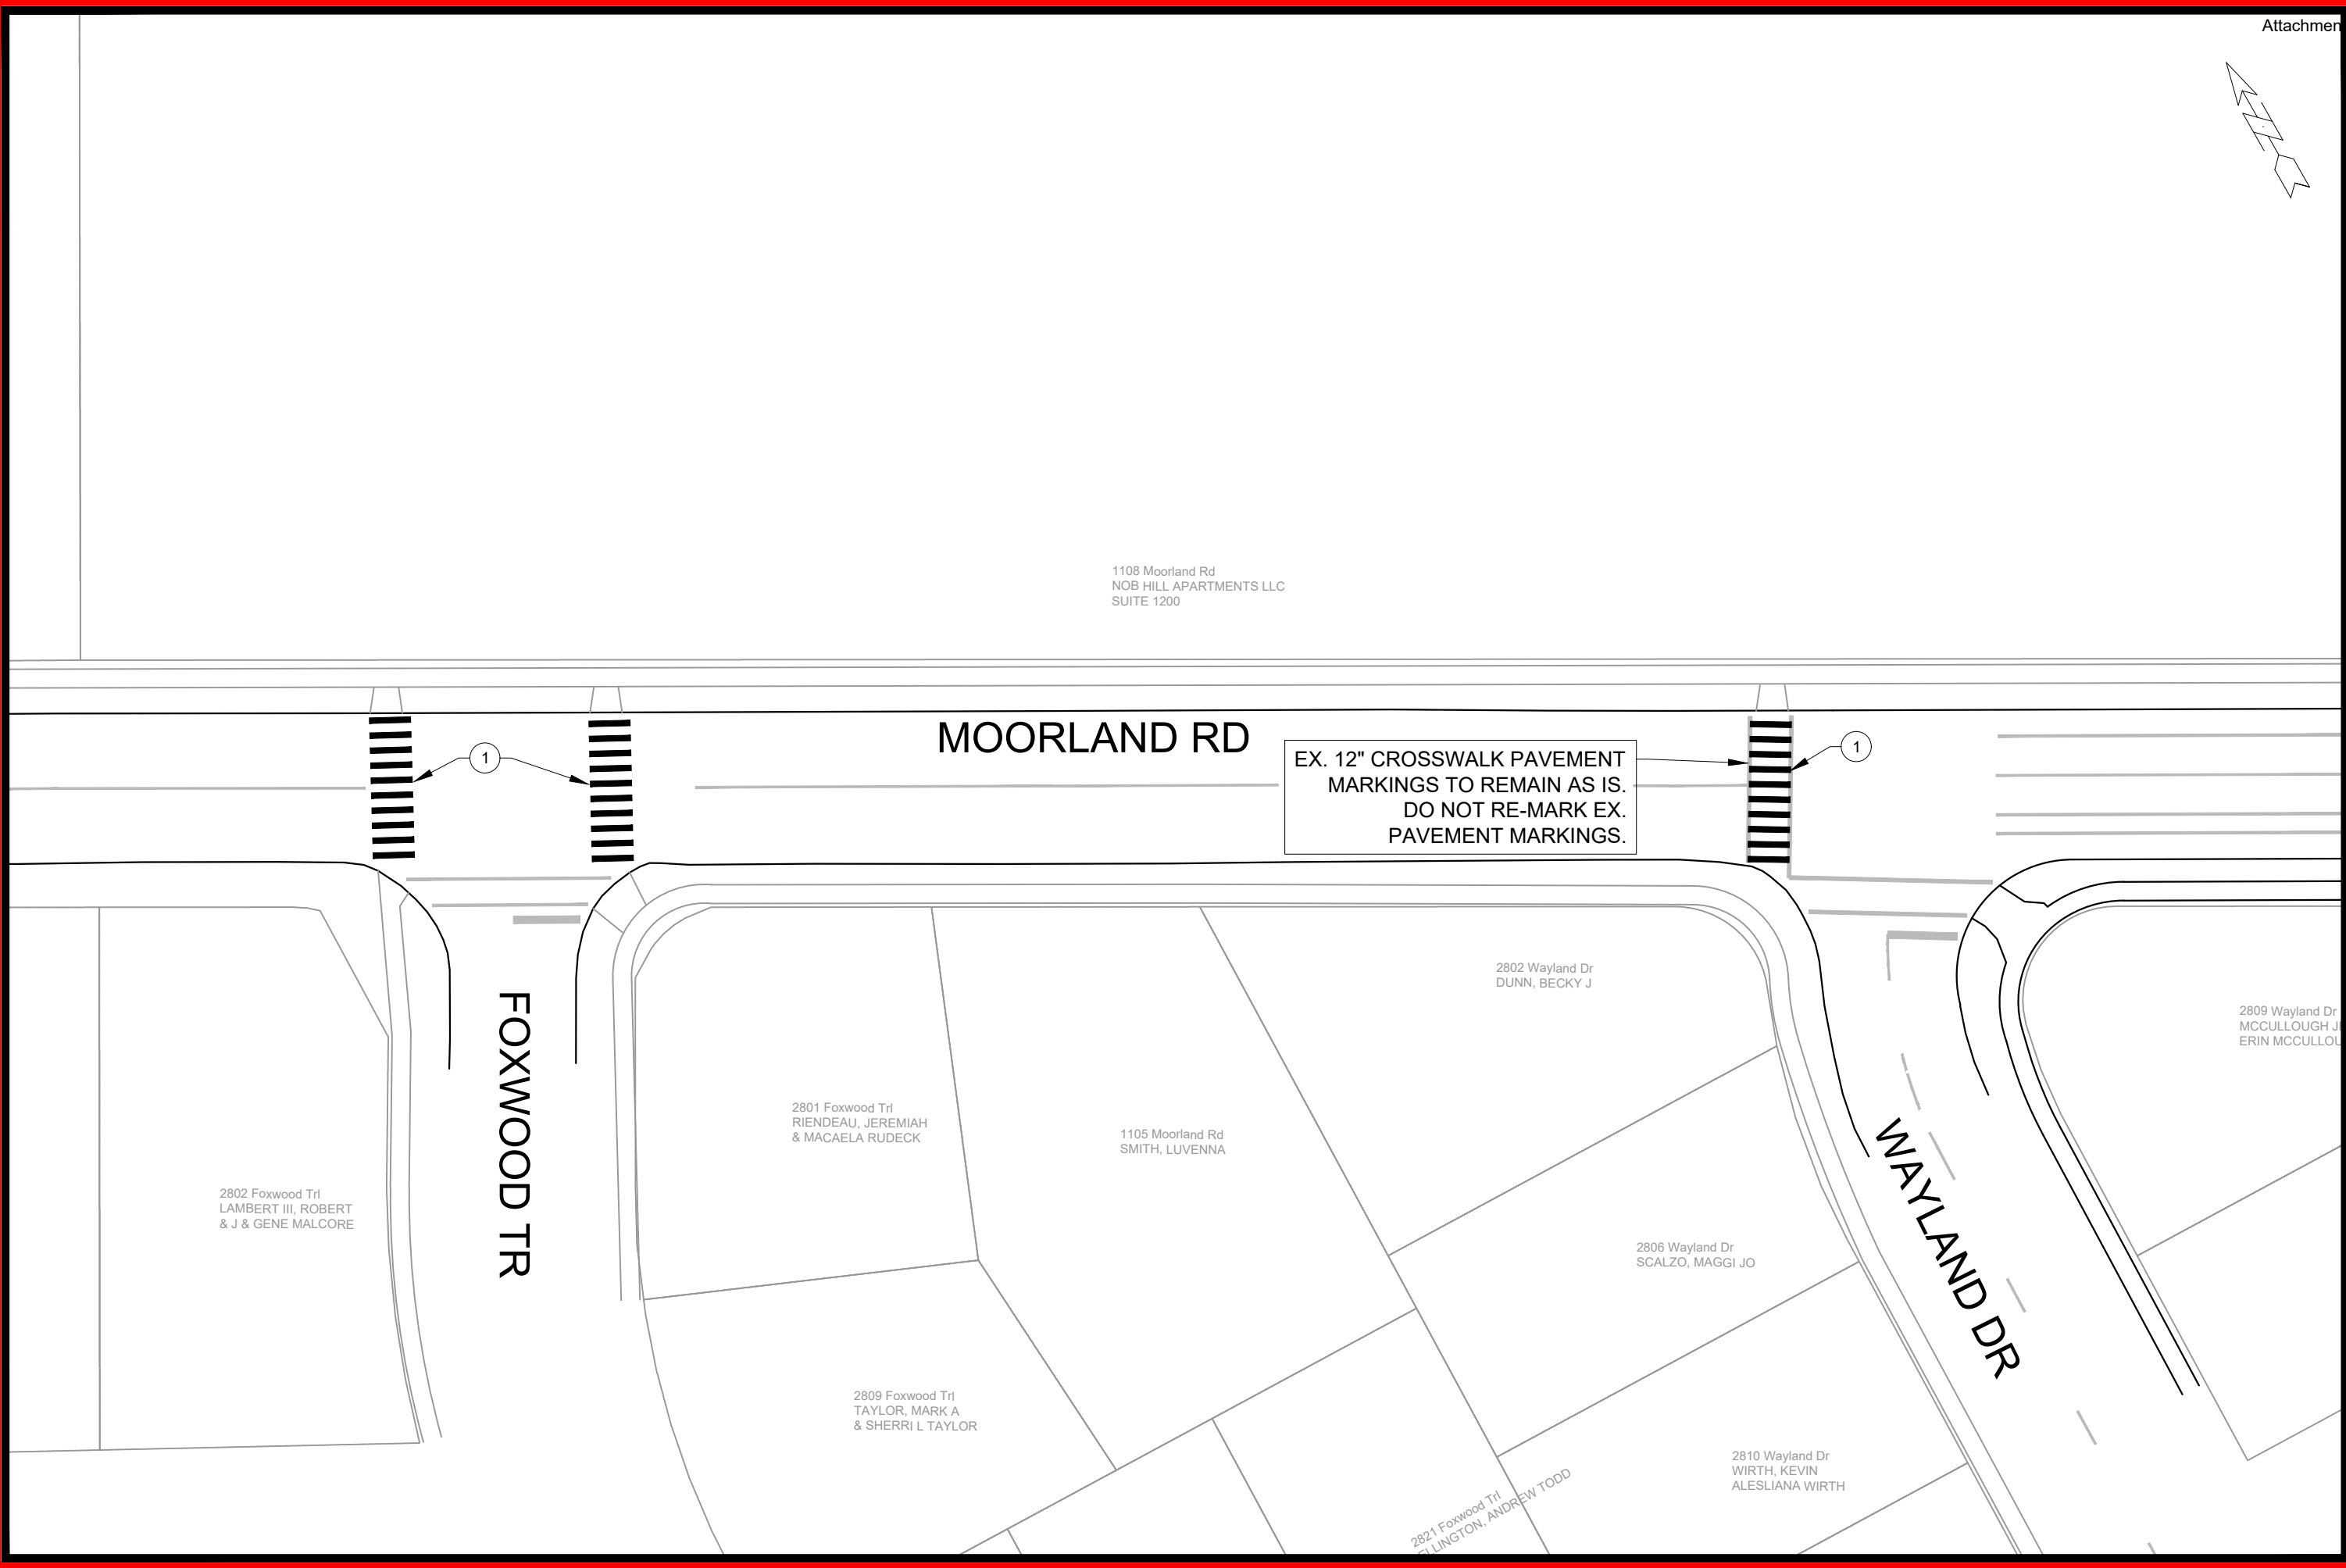 Attachmen
1108 Moorland Rd
NOB HILL APARTMENTS LLC
SUITE 1200
MOORLAND RD
1
EX. 12" CROSSWALK PAVEMENT
MARKINGS TO REMAIN AS IS.
DO NOT RE-MARK EX.
PAVEMENT MARKINGS.
1
FOXWOOD TR
2802 Wayland Dr
DUNN, BECKY J
2809 Wayland Dr
MCCULLOUGH J
ERIN MCCULLOU
2801 Foxwood Trl
RIENDEAU, JEREMIAH
& MACAELA RUDECK
1105 Moorland Rd
SMITH, LUVENNA
WAYLAND DR
2802 Foxwood Trl
LAMBERT III, ROBERT
& J & GENE MALCORE
2806 Wayland Dr
SCALZO, MAGGI JO
2809 Foxwood Trl
TAYLOR, MARK A
& SHERRI L TAYLOR
2810 Wayland Dr
WIRTH, KEVIN
ALESLIANA WIRTH
2821 Foxwood Trl
ELLINGTON, ANDREW TODD